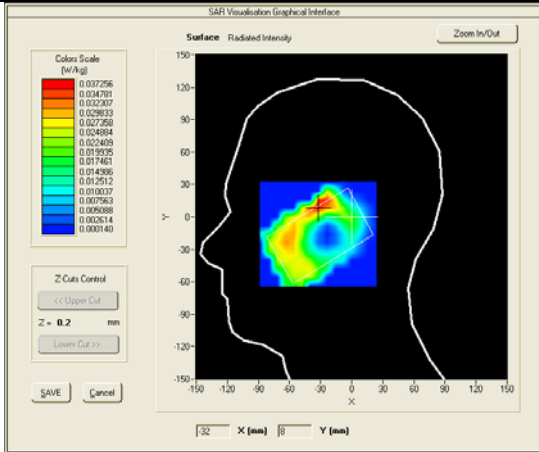 SAR Visualisation Graphical Interface
Surface Radiated Intensity
Zoom In/Out
Colors Scale
(W/kg)
0.037256
0.034781
0.032307
0.029833
0.027358
0.024884
0.022409
0.019935
0.017461
0.014986
0.012512
0.010037
0.007563
0.005088
0.002614
0.000140
Z Cuts Control
<< Upper Cut
Z = 0.2 mm
Lower Cut >>
SAVE Cancel
150
120
90
60
30
0
-30
-60
-90
-120
-150
Y
-150 -120 -90 -60 -30 0 30 60 90 120 150
X
-32 X (mm) 8 Y (mm)